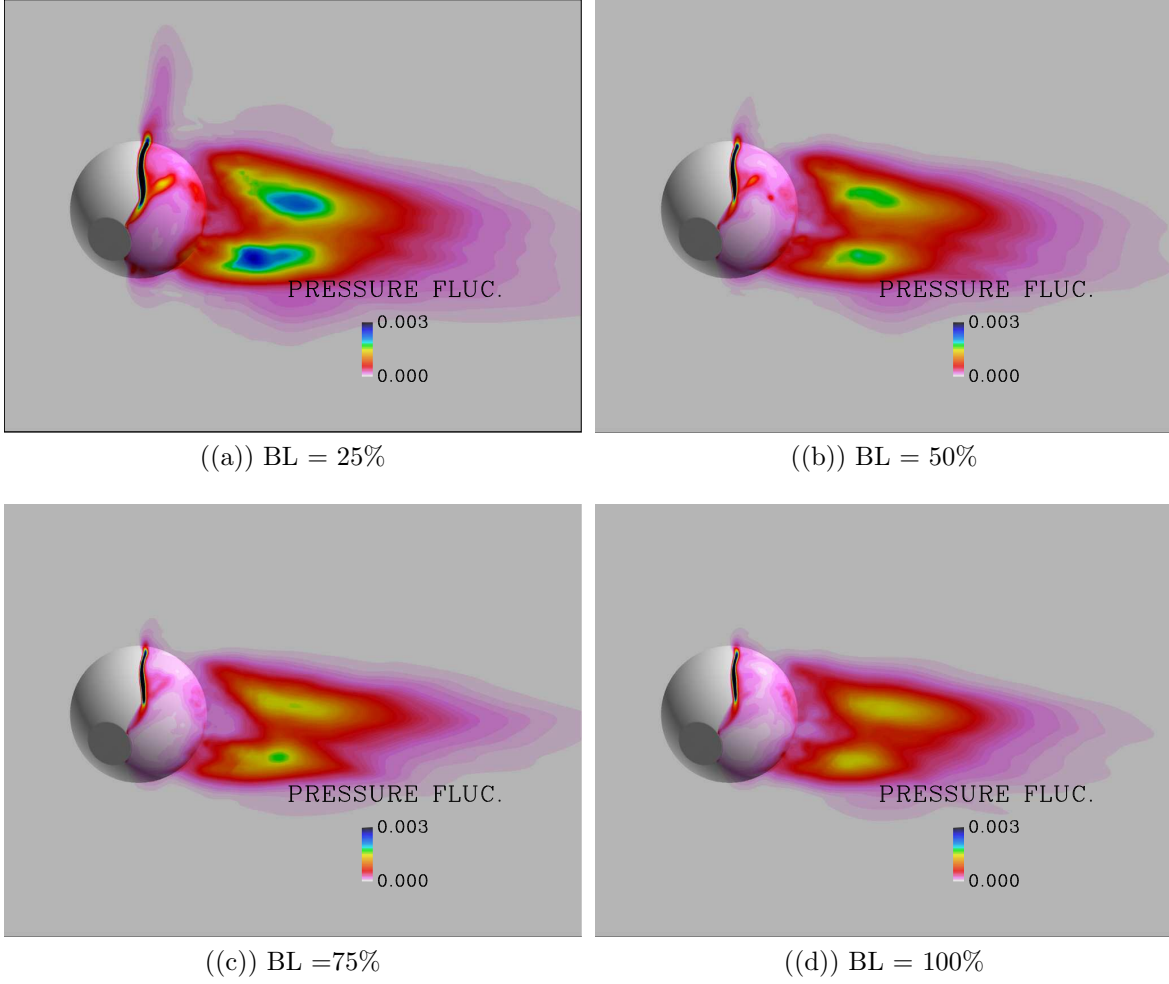 PRESSURE FLUC.
0.003
0.000
PRESSURE FLUC.
0.003
0.000
((a)) BL = 25%
((b)) BL = 50%
PRESSURE FLUC.
0.003
0.000
PRESSURE FLUC.
0.003
0.000
((c)) BL =75%
((d)) BL = 100%